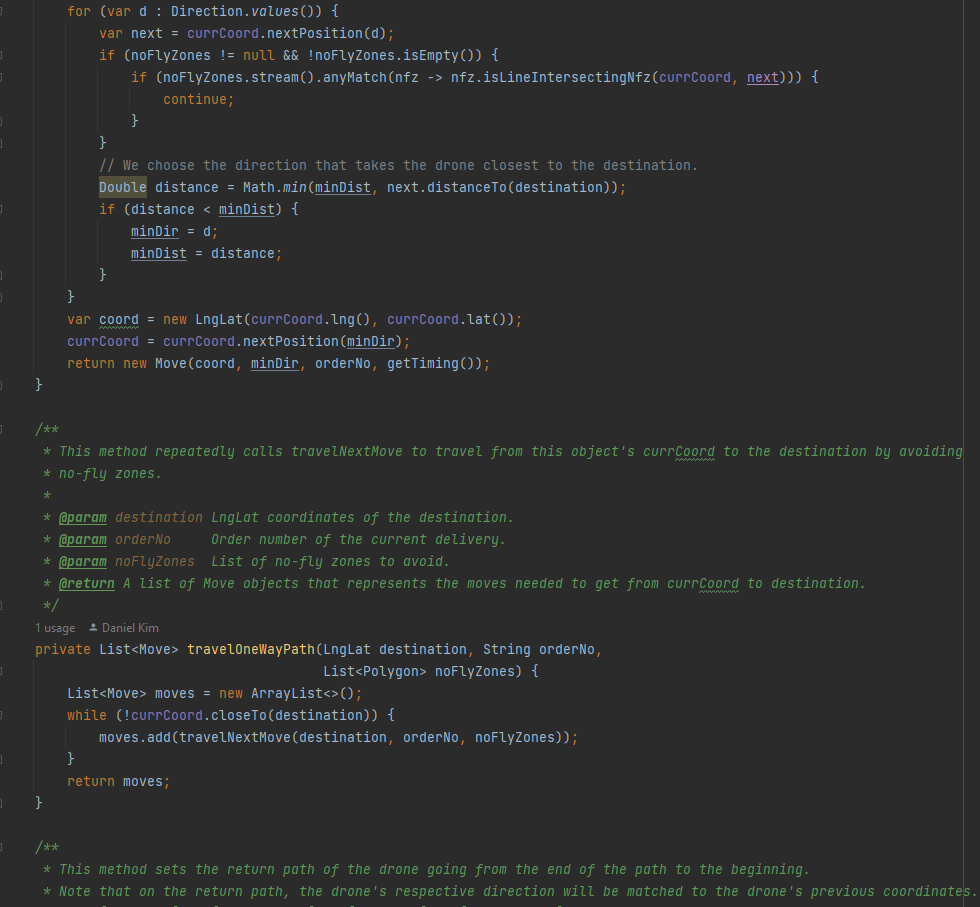 for (var d : Direction.values()) {
var next = currCoord.nextPosition(d);
if (noFlyZones != null && !noFlyZones.isEmpty()) {
if (noFlyZones.stream().anyMatch(nfz -> nfz.isLineIntersectingNfz(currCoord, next))) {
continue;
}
}
// We choose the direction that takes the drone closest to the destination.
Double distance = Math.min(minDist, next.distanceTo(destination));
if (distance < minDist) {
minDir = d;
minDist = distance;
}
}
var coord = new LngLat(currCoord.lng(), currCoord.lat());
currCoord = currCoord.nextPosition(minDir);
return new Move(coord, minDir, orderNo, getTiming());
}
/**
* This method repeatedly calls travelNextMove to travel from this object's currCoord to the destination by avoiding
* no-fly zones.
*
* @param destination LngLat coordinates of the destination.
* @param orderNo     Order number of the current delivery.
* @param noFlyZones  List of no-fly zones to avoid.
* @return A list of Move objects that represents the moves needed to get from currCoord to destination.
*/
1 usage Daniel Kim
private List<Move> travelOneWayPath(LngLat destination, String orderNo,
List<Polygon> noFlyZones) {
List<Move> moves = new ArrayList<>();
while (!currCoord.closeTo(destination)) {
moves.add(travelNextMove(destination, orderNo, noFlyZones));
}
return moves;
}
/**
* This method sets the return path of the drone going from the end of the path to the beginning.
* Note that on the return path, the drone's respective direction will be matched to the drone's previous coordinates.